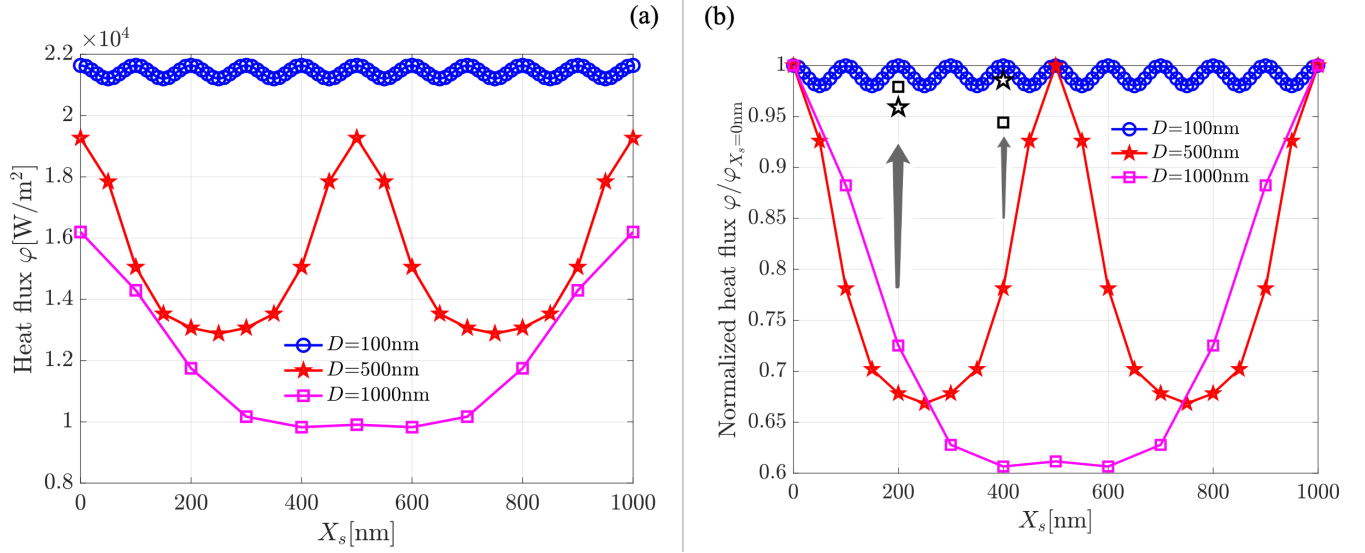 (a)
×10⁴
2.2
2
1.8
1.6
1.4
1.2
1
0.8
0
200
400
600
800
1000
Heat flux φ[W/m²]
X_s[nm]
D=100nm
D=500nm
D=1000nm
(b)
1
0.95
0.9
0.85
0.8
0.75
0.7
0.65
0.6
0
200
400
600
800
1000
Normalized heat flux φ/φ_{X_s=0nm}
X_s[nm]
D=100nm
D=500nm
D=1000nm